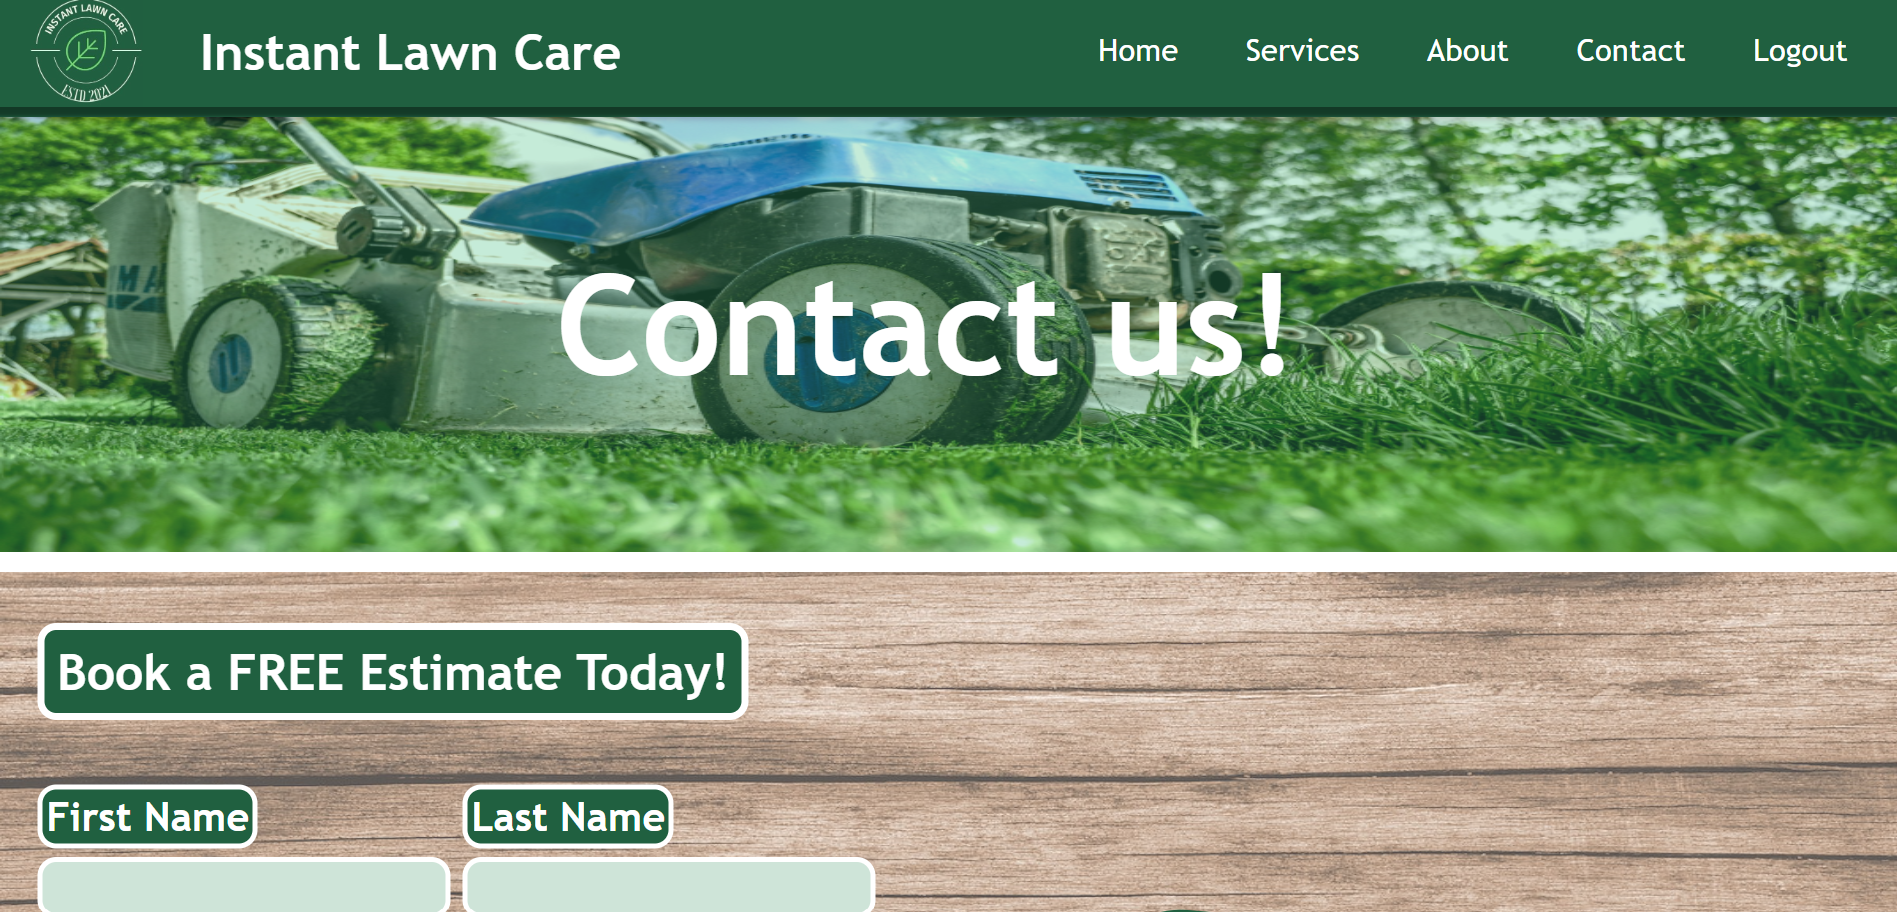 INSTANT LAWN CARE
ESTD 2021
Instant Lawn Care
Home Services About Contact Logout
Contact us!
Book a FREE Estimate Today!
First Name Last Name